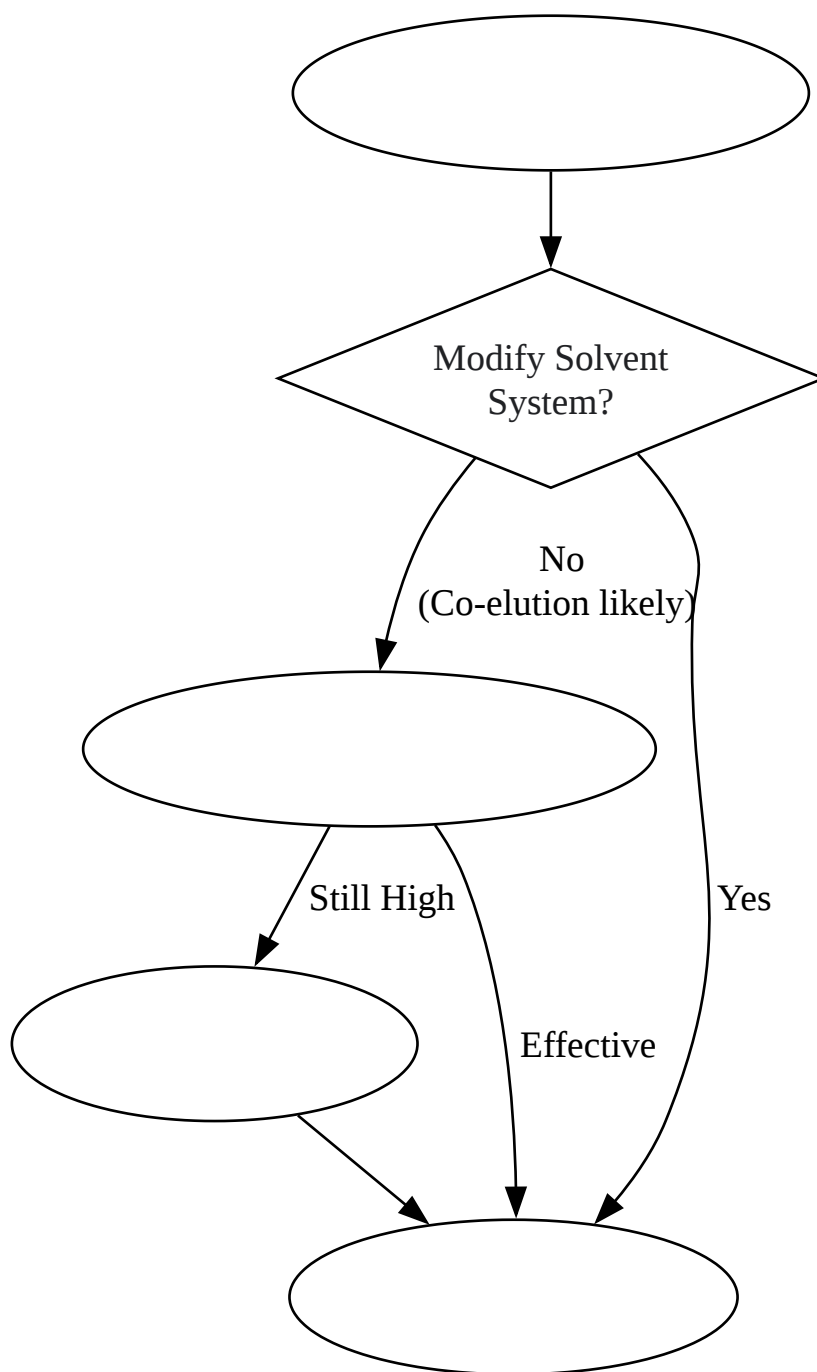 Modify Solvent
System?
No
(Co-elution likely)
Still High
Yes
Effective